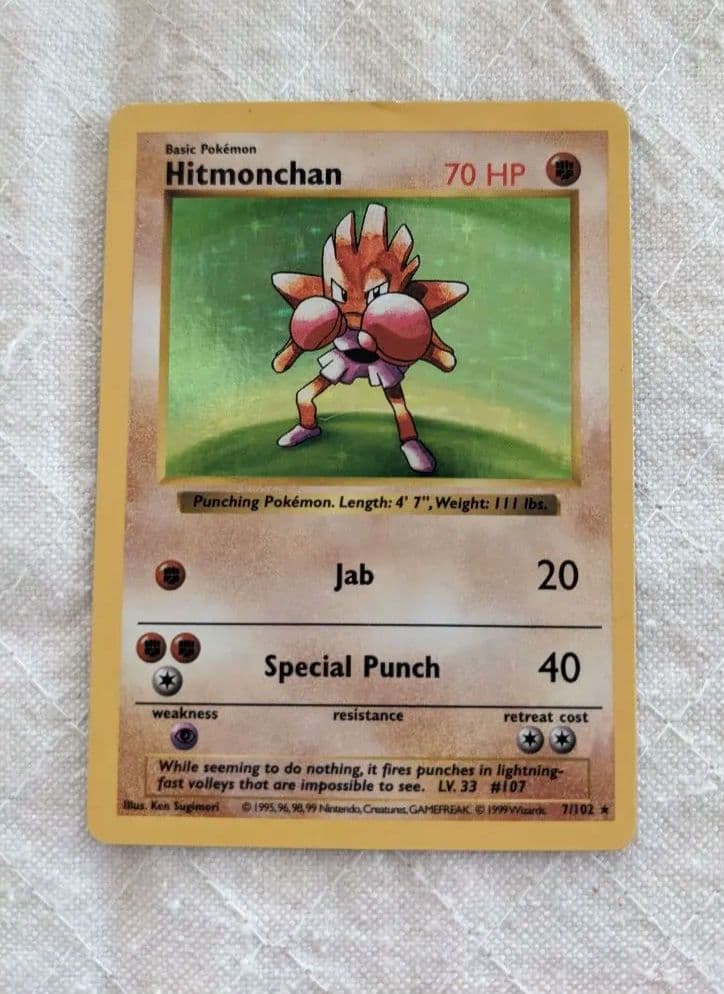 Basic Pokémon
Hitmonchan 70 HP
Punching Pokémon. Length: 4' 7", Weight: 111 lbs.
Jab 20
Special Punch 40
weakness resistance retreat cost
While seeming to do nothing, it fires punches in lightning-
fast volleys that are impossible to see. LV. 33 #107
Illus. Ken Sugimori © 1995, 96, 98, 99 Nintendo, Creatures, GAMEFREAK. © 1999 Wizards. 7/102 ★